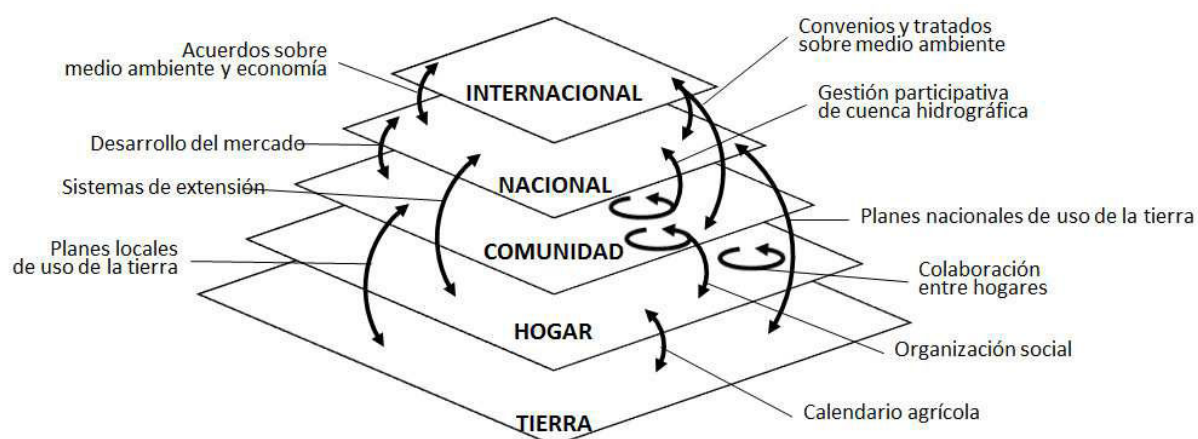 Acuerdos sobre
medio ambiente y economía
Convenios y tratados
sobre medio ambiente
INTERNACIONAL
Gestión participativa
de cuenca hidrográfica
Desarrollo del mercado
Sistemas de extensión
NACIONAL
Planes nacionales de uso de la tierra
Planes locales
de uso de la tierra
COMUNIDAD
Colaboración
entre hogares
HOGAR
Organización social
Calendario agrícola
TIERRA